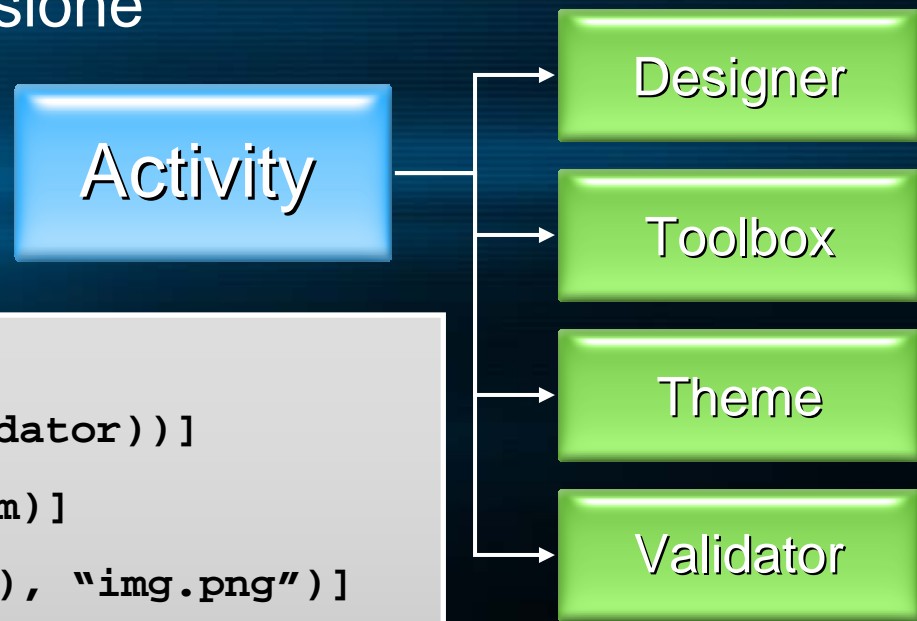 sione
Activity
Designer
Toolbox
Theme
Validator
dator))]
m)]
), “img.png”)]